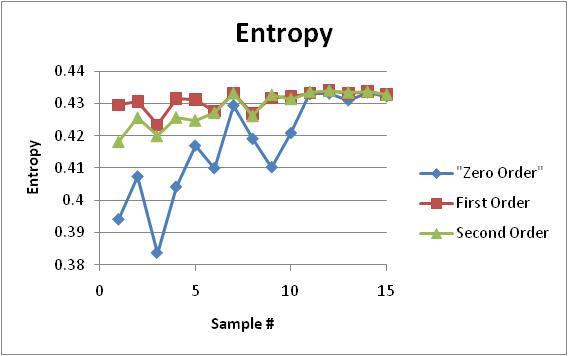 Entropy
0.44
0.43
0.42
0.41
0.4
0.39
0.38
Entropy
0 5 10 15
Sample #
"Zero Order"
First Order
Second Order